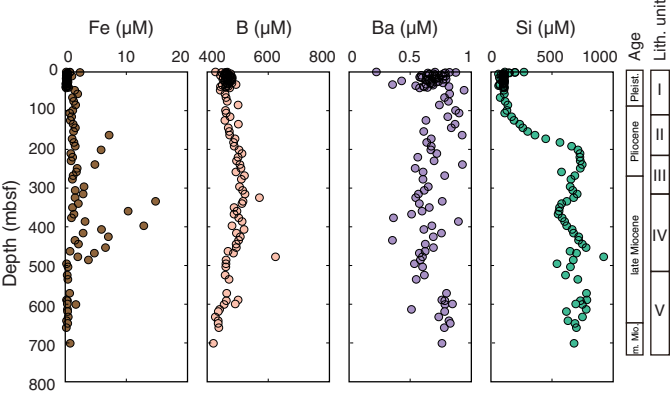 Fe (μM)
B (μM)
Ba (μM)
Si (μM)
Age
Lith. unit
0 10 20
400 600 800
0 0.5 1
0 500 1000
Depth (mbsf)
0
100
200
300
400
500
600
700
800
Pleist.
Pliocene
late Miocene
m. Mio.
I
II
III
IV
V